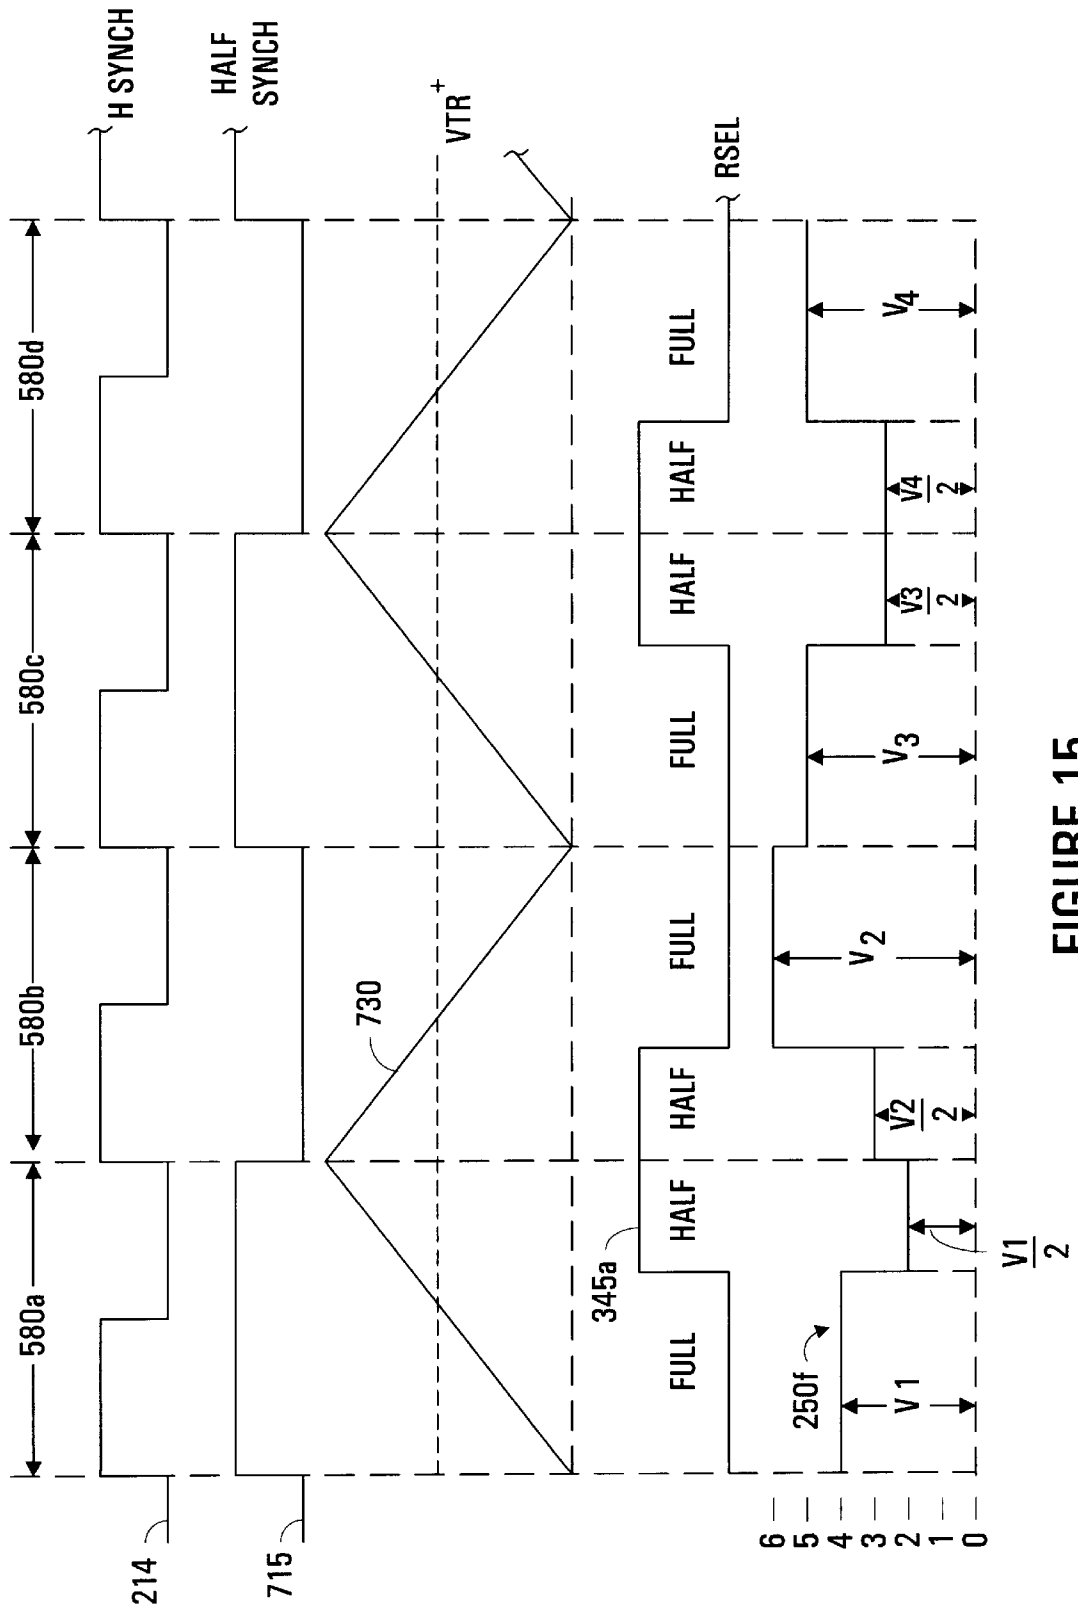 580a
580b
580c
580d
214
H SYNCH
715
HALF
SYNCH
730
VTR+
345a
FULL
HALF
HALF
FULL
FULL
HALF
HALF
FULL
RSEL
250f
6
5
4
3
2
1
0
V1
V1
2
V2
2
V2
V3
V3
2
V4
2
V4
FIGURE 15